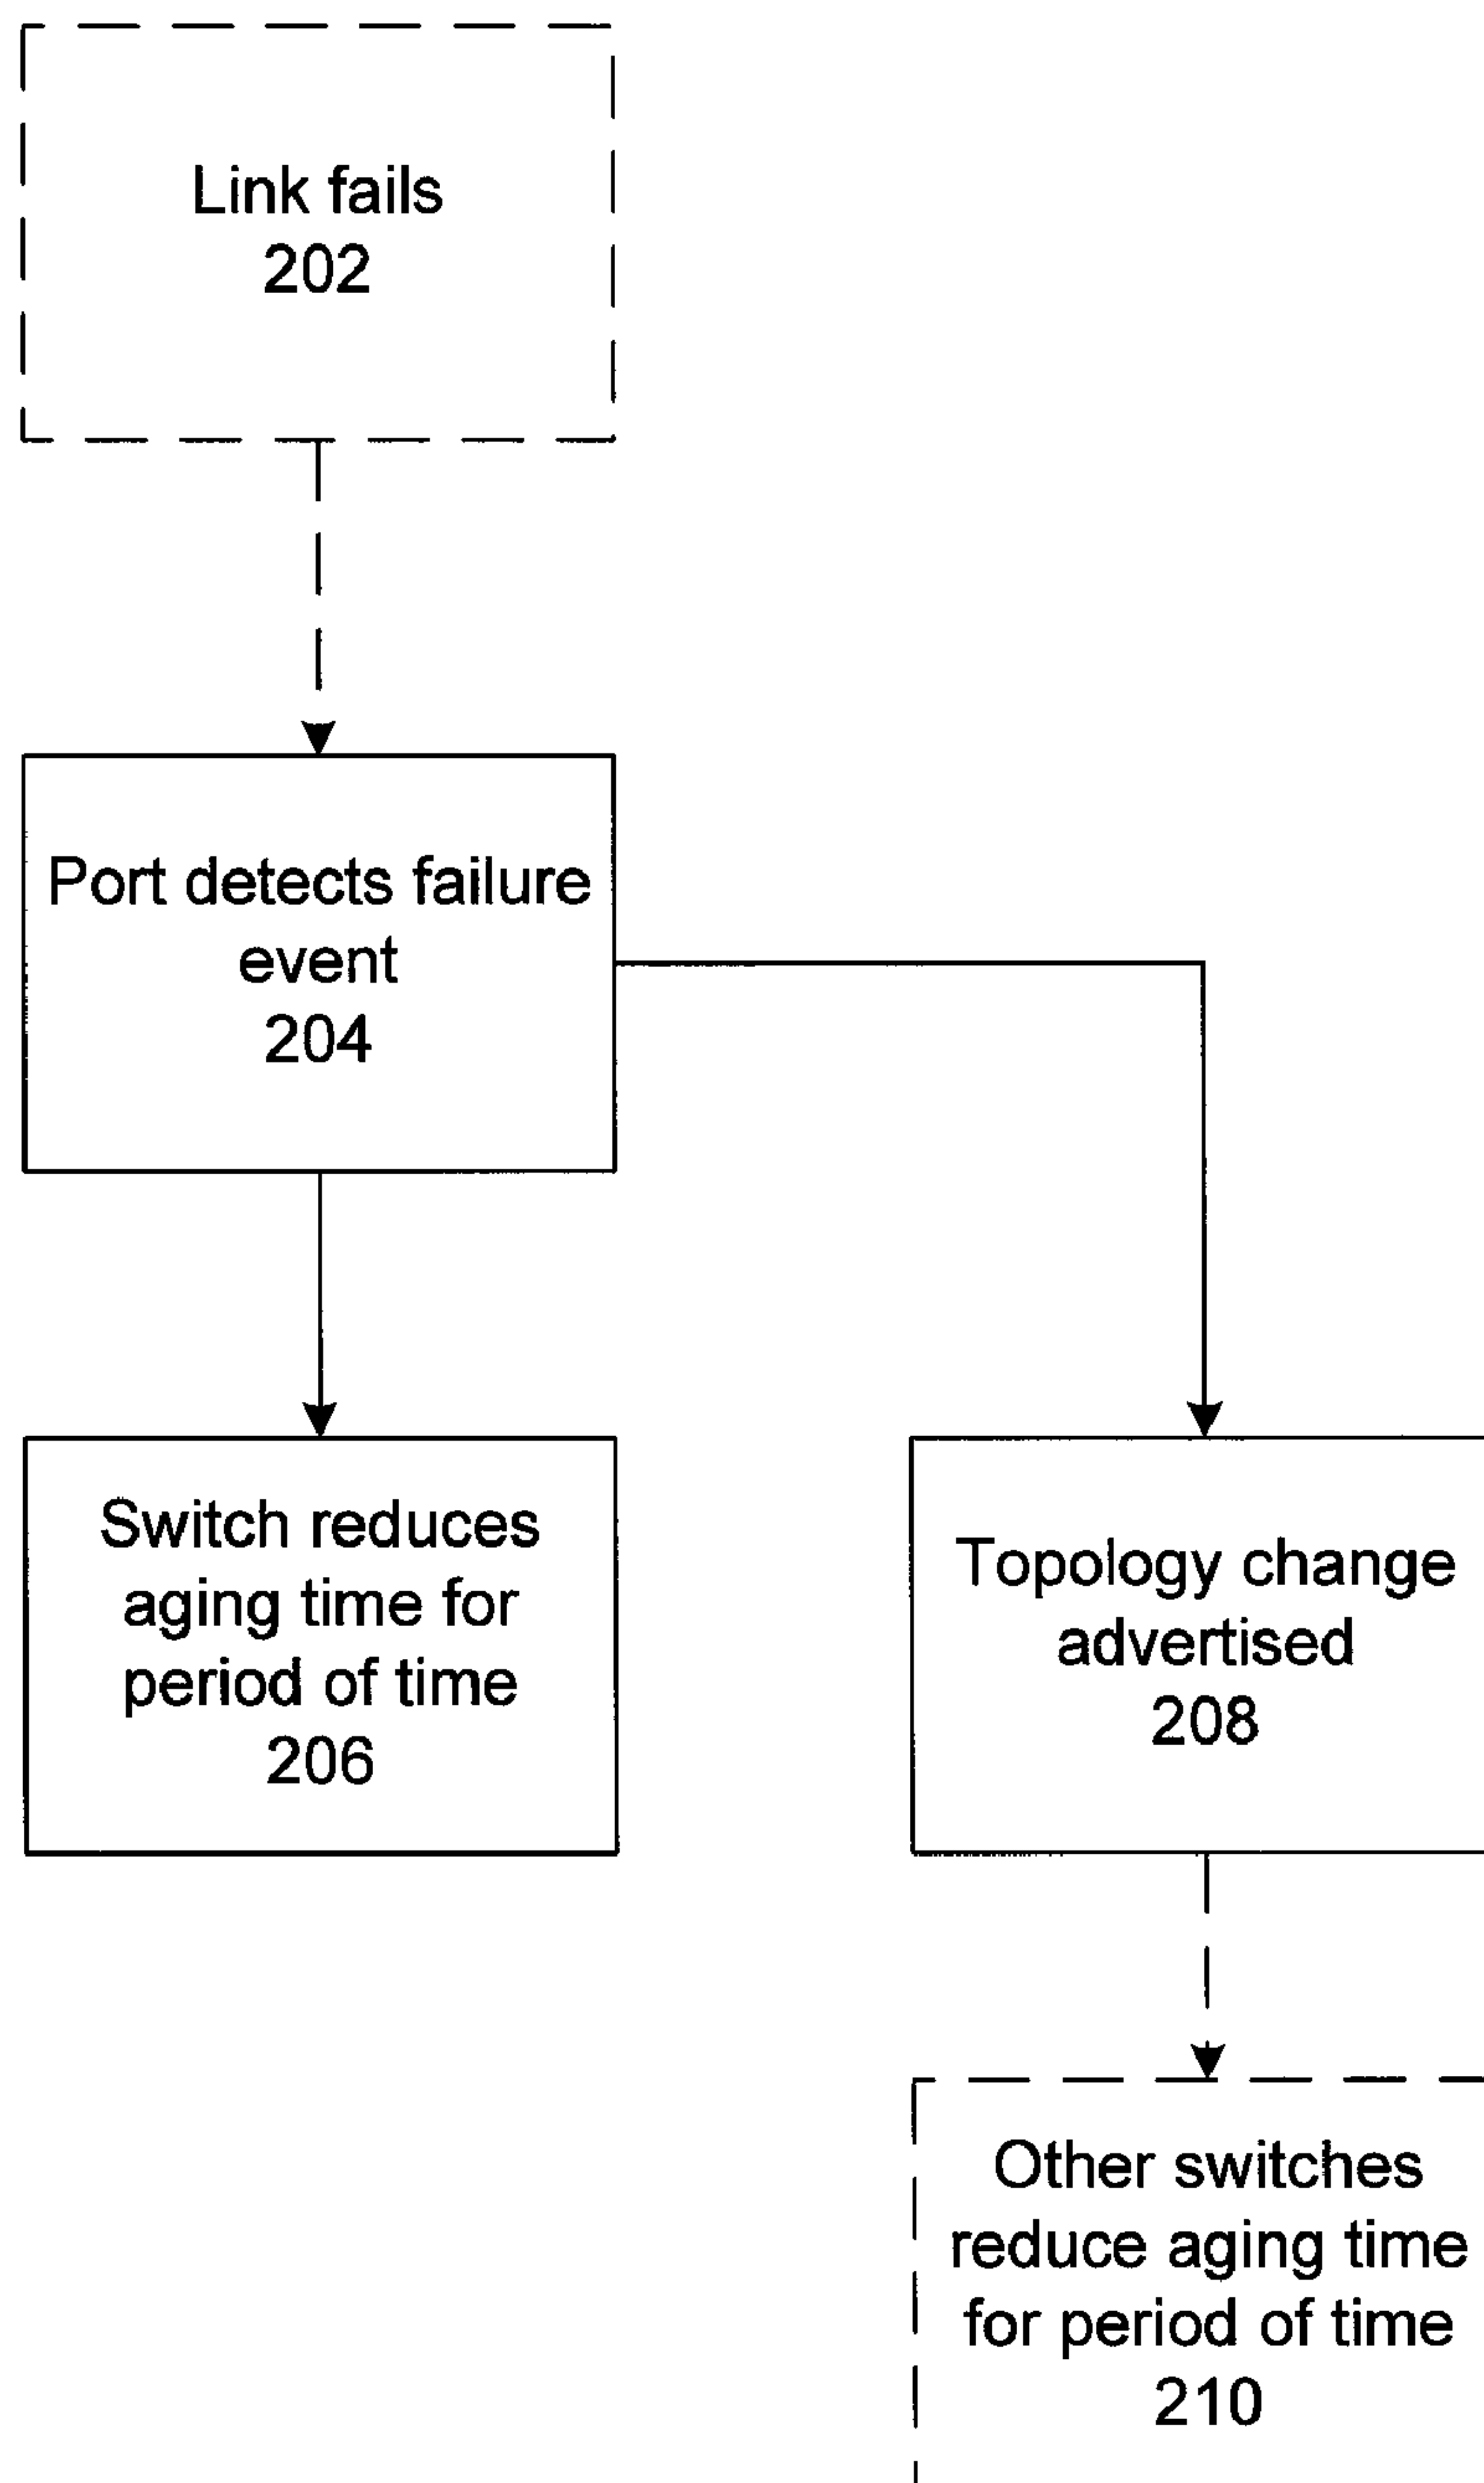 Link fails
202
Port detects failure
event
204
Switch reduces
aging time for
period of time
206
Topology change
advertised
208
Other switches
reduce aging time
for period of time
210